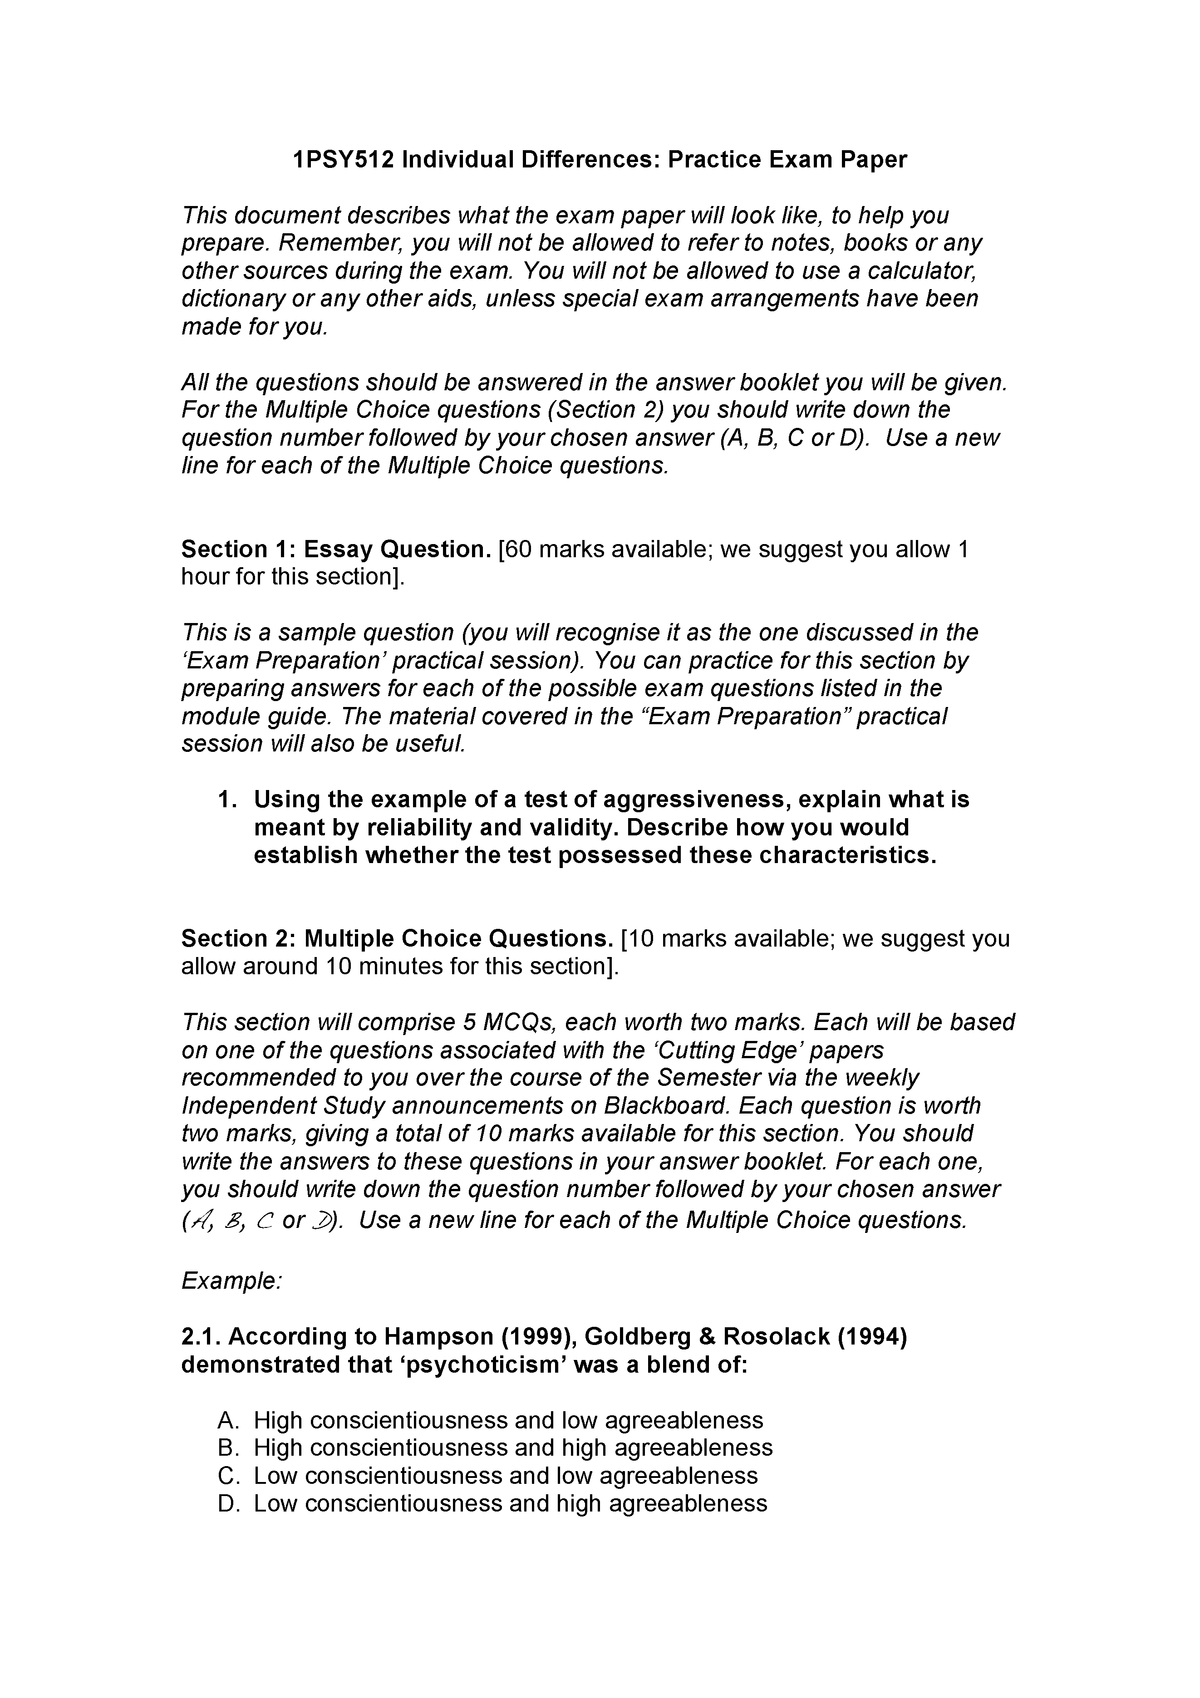 1PSY512 Individual Differences: Practice Exam Paper
This document describes what the exam paper will look like, to help you
prepare. Remember, you will not be allowed to refer to notes, books or any
other sources during the exam. You will not be allowed to use a calculator,
dictionary or any other aids, unless special exam arrangements have been
made for you.
All the questions should be answered in the answer booklet you will be given.
For the Multiple Choice questions (Section 2) you should write down the
question number followed by your chosen answer (A, B, C or D).  Use a new
line for each of the Multiple Choice questions.
Section 1: Essay Question. [60 marks available; we suggest you allow 1
hour for this section].
This is a sample question (you will recognise it as the one discussed in the
‘Exam Preparation’ practical session). You can practice for this section by
preparing answers for each of the possible exam questions listed in the
module guide. The material covered in the “Exam Preparation” practical
session will also be useful.
1. Using the example of a test of aggressiveness, explain what is
meant by reliability and validity. Describe how you would
establish whether the test possessed these characteristics.
Section 2: Multiple Choice Questions. [10 marks available; we suggest you
allow around 10 minutes for this section].
This section will comprise 5 MCQs, each worth two marks. Each will be based
on one of the questions associated with the ‘Cutting Edge’ papers
recommended to you over the course of the Semester via the weekly
Independent Study announcements on Blackboard. Each question is worth
two marks, giving a total of 10 marks available for this section. You should
write the answers to these questions in your answer booklet. For each one,
you should write down the question number followed by your chosen answer
(A, B, C or D).  Use a new line for each of the Multiple Choice questions.
Example:
2.1. According to Hampson (1999), Goldberg & Rosolack (1994)
demonstrated that ‘psychoticism’ was a blend of:
A. High conscientiousness and low agreeableness
B. High conscientiousness and high agreeableness
C. Low conscientiousness and low agreeableness
D. Low conscientiousness and high agreeableness